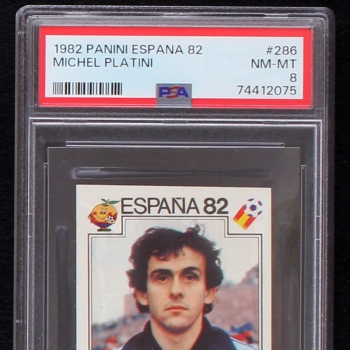 1982 PANINI ESPANA 82 #286
MICHEL PLATINI NM-MT
8
PSA 74412075
ESPAÑA 82